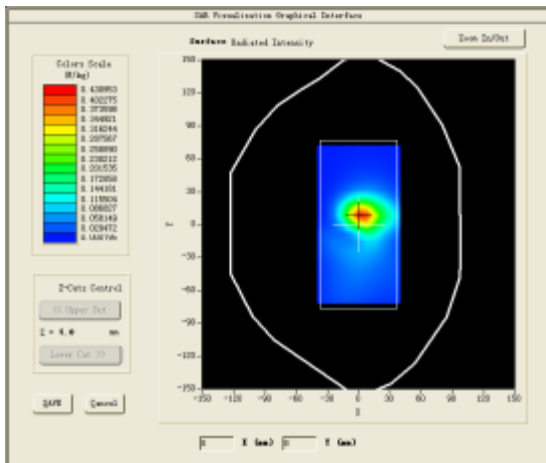 SAR Visualisation Graphical Interface
Surface Radiated Intensity
Zoom In/Out
Colors Scale
(W/kg)
0.430953
0.402275
0.373598
0.344921
0.316244
0.287567
0.258890
0.230212
0.201535
0.172858
0.144181
0.115504
0.086827
0.058149
0.029472
150
120
90
60
30
0
-30
-60
-90
-120
-150
Y
-150 -120 -90 -60 -30 0 30 60 90 120 150
X
Z-Cuts Control
<< Upper Cut
Z = 4.0 mm
Lower Cut >>
SAVE Cancel
X (mm) Y (mm)